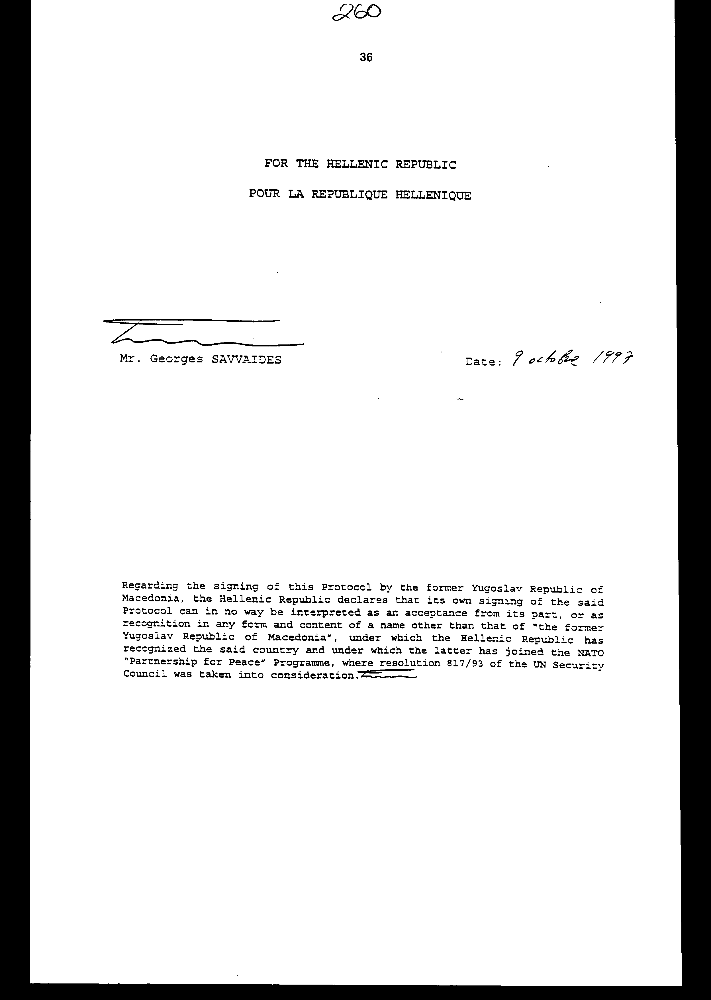 260
36
FOR THE HELLENIC REPUBLIC
POUR LA REPUBLIQUE HELLENIQUE
Mr. Georges SAVVAIDES
Date: 9 octobre 1997
Regarding the signing of this Protocol by the former Yugoslav Republic of
Macedonia, the Hellenic Republic declares that its own signing of the said
Protocol can in no way be interpreted as an acceptance from its part, or as
recognition in any form and content of a name other than that of "the former
Yugoslav Republic of Macedonia", under which the Hellenic Republic has
recognized the said country and under which the latter has joined the NATO
"Partnership for Peace" Programme, where resolution 817/93 of the UN Security
Council was taken into consideration.